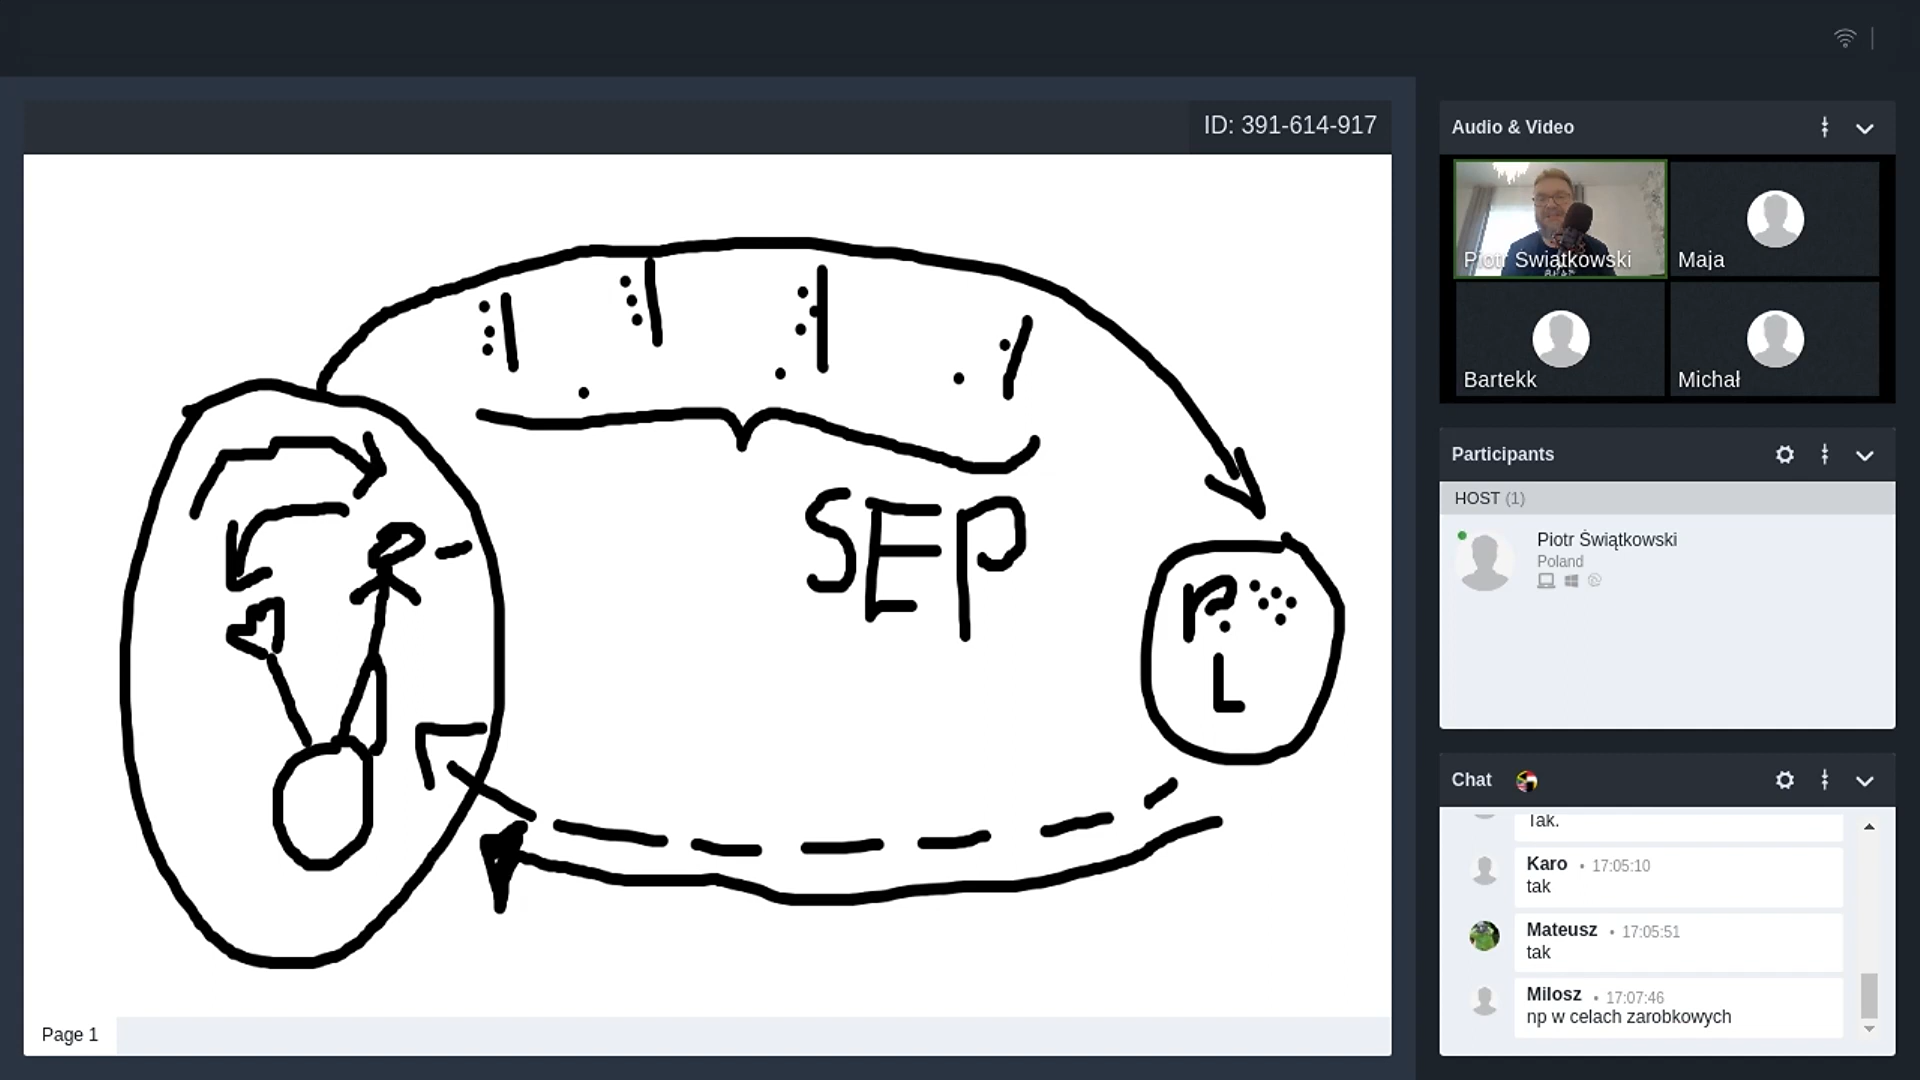 ID: 391-614-917
SEP
L
Page 1
Audio & Video
Piotr Świątkowski
Maja
Bartekk
Michał
Participants
HOST (1)
Piotr Świątkowski
Poland
Chat
Tak.
Karo • 17:05:10
tak
Mateusz • 17:05:51
tak
Milosz • 17:07:46
np w celach zarobkowych